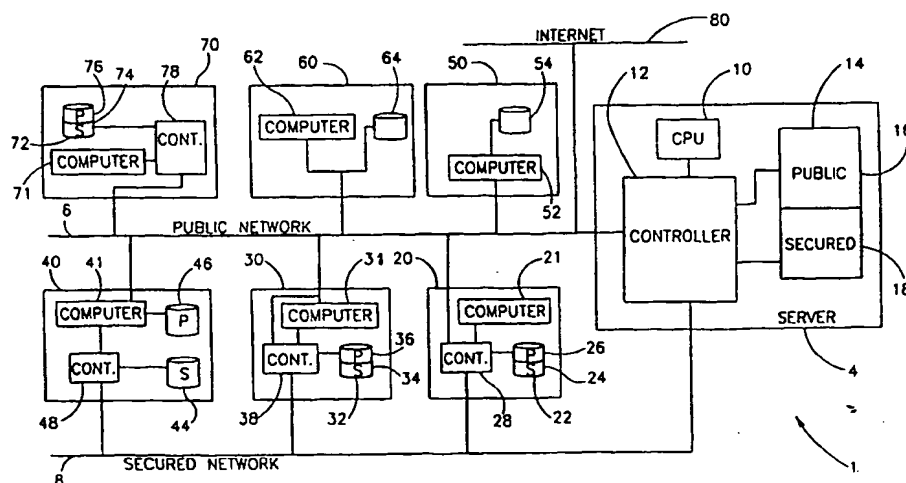 INTERNET
80
70
76
74
78
62
60
64
50
54
12
10
14
16
P
S
CONT.
72
COMPUTER
71
COMPUTER
COMPUTER
52
CPU
PUBLIC
CONTROLLER
SECURED
18
SERVER
4
6
PUBLIC NETWORK
40
41
46
30
31
20
21
COMPUTER
P
COMPUTER
COMPUTER
CONT.
S
CONT.
P
S
36
34
CONT.
P
S
26
24
48
44
38
32
28
22
8
SECURED NETWORK
1